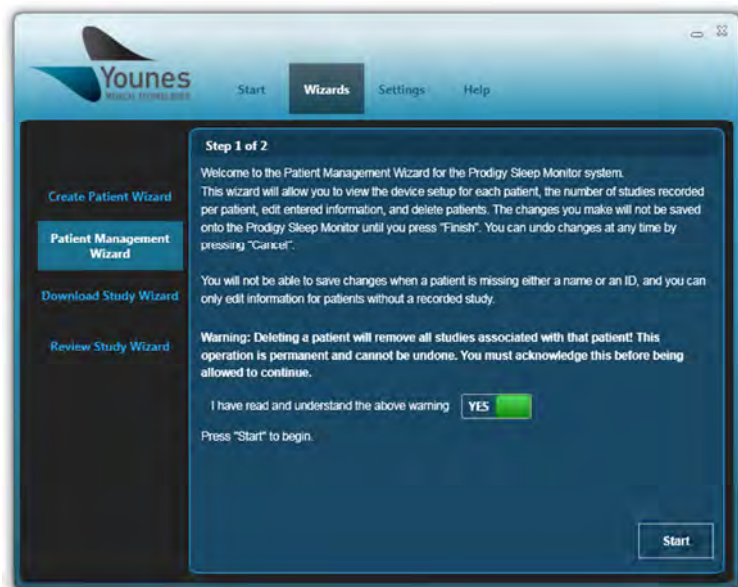 Younes
MEDICAL TECHNOLOGIES
Start Wizards Settings Help
Create Patient Wizard
Patient Management
Wizard
Download Study Wizard
Review Study Wizard
Step 1 of 2
Welcome to the Patient Management Wizard for the Prodigy Sleep Monitor system.
This wizard will allow you to view the device setup for each patient, the number of studies recorded
per patient, edit entered information, and delete patients. The changes you make will not be saved
onto the Prodigy Sleep Monitor until you press "Finish". You can undo changes at any time by
pressing "Cancel".
You will not be able to save changes when a patient is missing either a name or an ID, and you can
only edit information for patients without a recorded study.
Warning: Deleting a patient will remove all studies associated with that patient! This
operation is permanent and cannot be undone. You must acknowledge this before being
allowed to continue.
I have read and understand the above warning YES
Press "Start" to begin.
Start